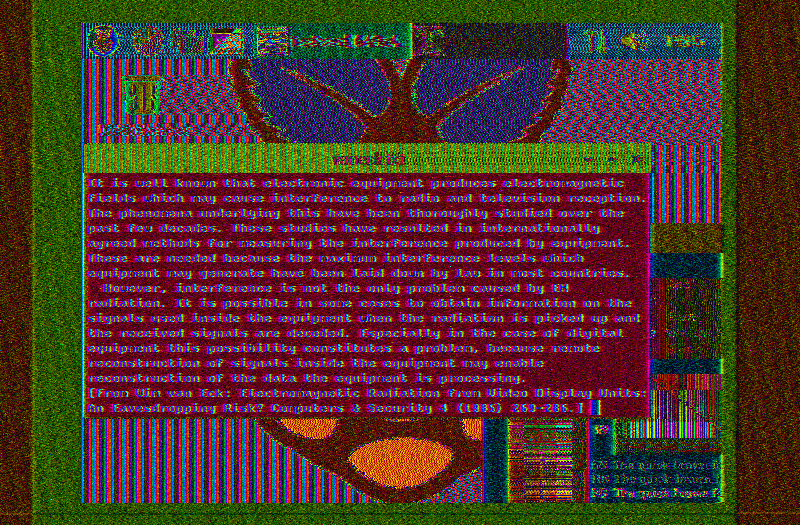 It is well known that electronic equipment produces electromagnetic
fields which may cause interference to radio and television reception.
The phenomena underlying this have been thoroughly studied over the
past few decades. These studies have resulted in internationally
agreed methods for measuring the interference produced by equipment.
These are needed because the maximum interference levels which
equipment may generate have been laid down by law in most countries.
However, interference is not the only problem caused by EM
radiation. It is possible in some cases to obtain information on the
signals used inside the equipment when the radiation is picked up and
the received signals are decoded. Especially in the case of digital
equipment this possibility constitutes a problem, because remote
reconstruction of signals inside the equipment may enable
reconstruction of the data the equipment is processing.
[From Wim van Eck: Electromagnetic Radiation from Video Display Units:
An Eavesdropping Risk? Computers & Security 4 (1985) 269-286.]
The quick brown
The quick brown
The quick brown